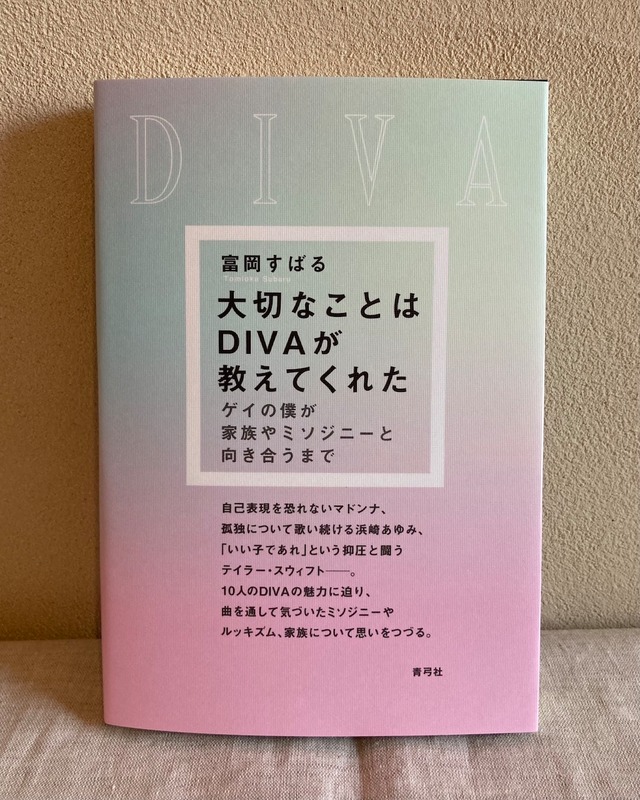 DIVA
富岡すばる
Tomioka Subaru
大切なことは
DIVAが
教えてくれた
ゲイの僕が
家族やミソジニーと
向き合うまで
自己表現を恐れないマドンナ、
孤独について歌い続ける浜崎あゆみ、
「いい子であれ」という抑圧と闘う
テイラー・スウィフト――。
10人のDIVAの魅力に迫り、
曲を通して気づいたミソジニーや
ルッキズム、家族について思いをつづる。
青弓社